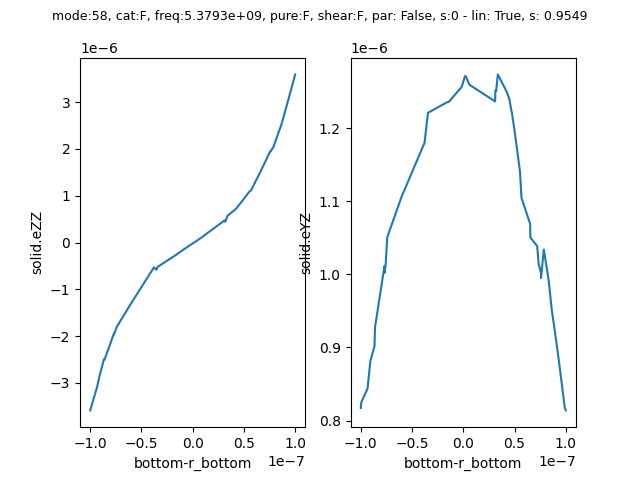 mode:58, cat:F, freq:5.3793e+09, pure:F, shear:F, par: False, s:0 - lin: True, s: 0.9549
1e−6
3
2
1
0
−1
−2
−3
solid.eZZ
−1.0
−0.5
0.0
0.5
1.0
bottom-r_bottom
1e−7
1e−6
1.2
1.1
1.0
0.9
0.8
solid.eYZ
−1.0
−0.5
0.0
0.5
1.0
bottom-r_bottom
1e−7